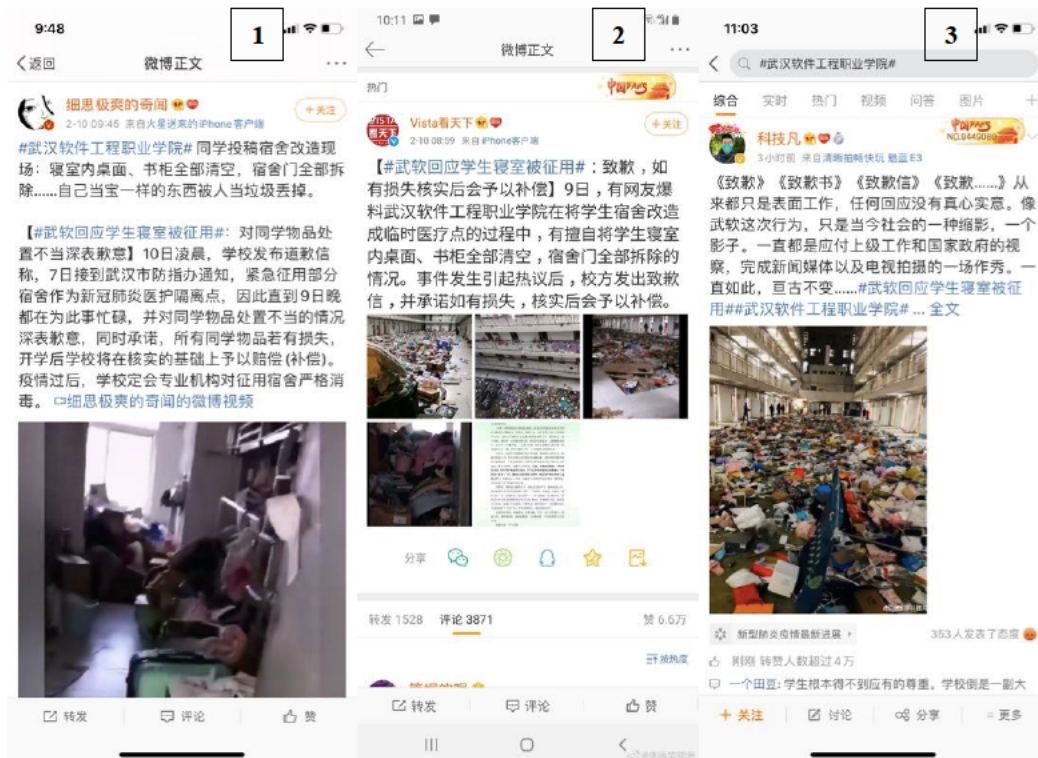 9:48
1
返回
微博正文
细思极爽的奇闻
+关注
2-10 09:45 来自火星送来的iPhone客户端
#武汉软件工程职业学院# 同学投稿宿舍改造现
场：寝室内桌面、书柜全部清空，宿舍门全部拆
除……自己当宝一样的东西被人当垃圾丢掉。
【#武软回应学生寝室被征用#：对同学物品处
置不当深表歉意】10日凌晨，学校发布道歉信
称，7日接到武汉市防指办通知，紧急征用部分
宿舍作为新冠肺炎医护隔离点，因此直到9日晚
都在为此事忙碌，并对同学物品处置不当的情况
深表歉意，同时承诺，所有同学物品若有损失，
开学后学校将在核实的基础上予以赔偿(补偿)。
疫情过后，学校定会专业机构对征用宿舍严格消
毒。 细思极爽的奇闻的微博视频
转发
评论
赞
10:11
2
微博正文
热门
Vista看天下
+关注
2-10 08:59 来自iPhone客户端
【#武软回应学生寝室被征用#：致歉，如
有损失核实后会予以补偿】9日，有网友爆
料武汉软件工程职业学院在将学生宿舍改造
成临时医疗点的过程中，有擅自将学生寝室
内桌面、书柜全部清空，宿舍门全部拆除的
情况。事件发生引起热议后，校方发出致歉
信，并承诺如有损失，核实后会予以补偿。
分享
转发 1528 评论 3871
赞 6.6万
按热度
转发
评论
赞
11:03
3
#武汉软件工程职业学院#
综合 实时 热门 视频 问答 图片
科技凡
3小时前 来自清晰拍畅快玩 魅蓝E3
《致歉》《致歉书》《致歉信》《致歉……》从
来都只是表面工作，任何回应没有真心实意。像
武软这次行为，只是当今社会的一种缩影，一个
影子。一直都是应付上级工作和国家政府的视
察，完成新闻媒体以及电视拍摄的一场作秀。一
直如此，亘古不变……#武软回应学生寝室被征
用##武汉软件工程职业学院# ... 全文
新型肺炎疫情最新进展
353人发表了态度
刚刚 转赞人数超过4万
一个田豆: 学生根本得不到应有的尊重。学校倒是一副大
+ 关注
讨论
分享
更多